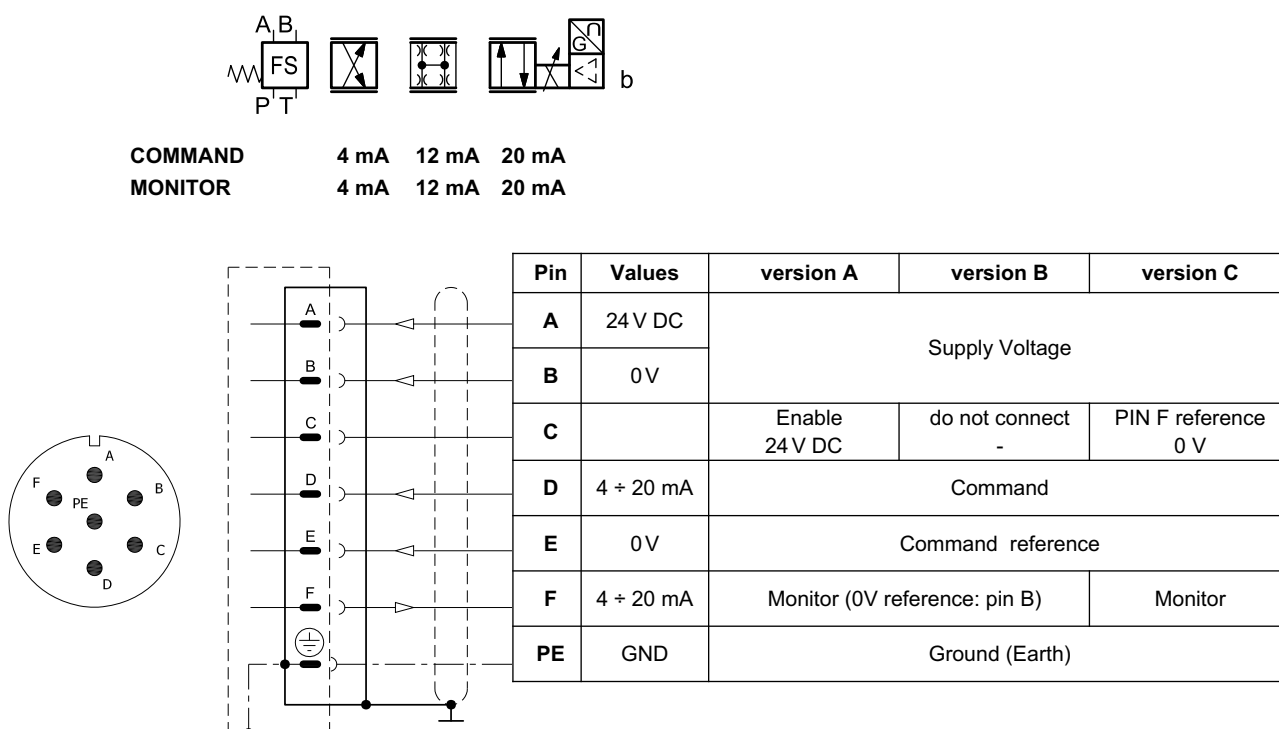 A B
FS
P T
G
b
COMMAND 4 mA 12 mA 20 mA
MONITOR 4 mA 12 mA 20 mA
Pin Values version A version B version C
A 24 V DC Supply Voltage
B 0 V
C Enable 24 V DC do not connect - PIN F reference 0 V
D 4 ÷ 20 mA Command
E 0 V Command reference
F 4 ÷ 20 mA Monitor (0V reference: pin B) Monitor
PE GND Ground (Earth)
A
B
C
D
E
F
A
B
C
D
E
F
PE